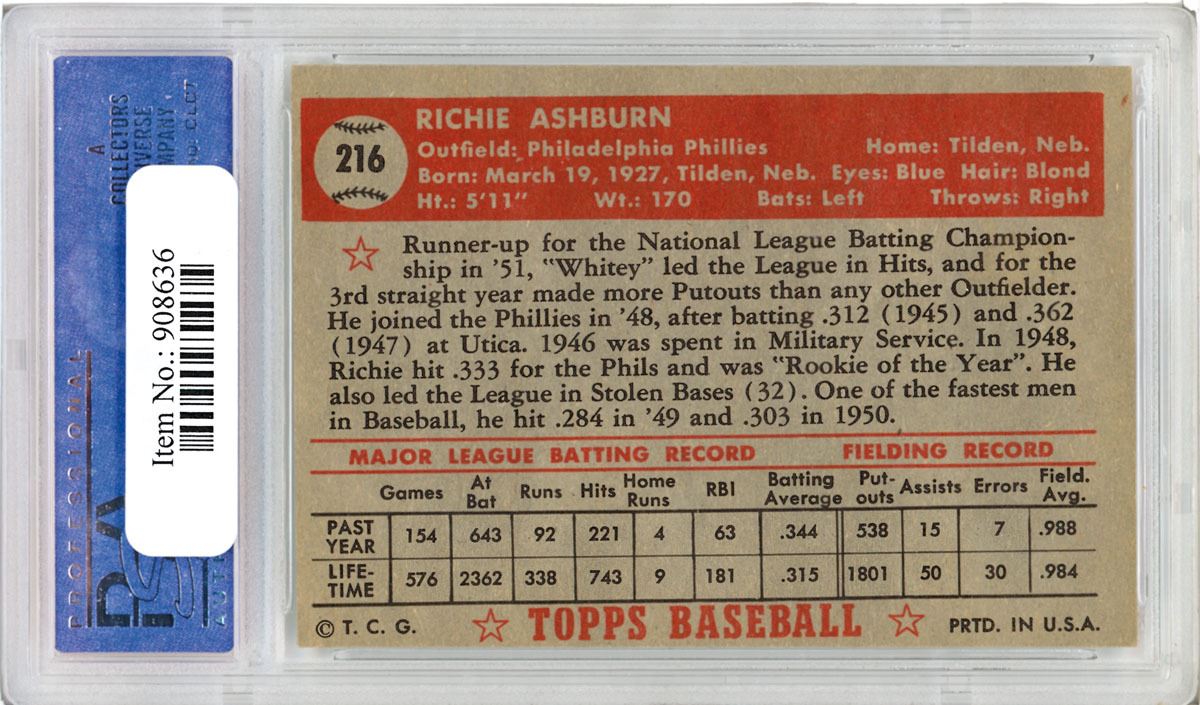 A
COLLECTORS
UNIVERSE
COMPANY
CLCT
PROFESSIONAL
PSA
Item No.: 908636
216
RICHIE ASHBURN
Outfield: Philadelphia Phillies Home: Tilden, Neb.
Born: March 19, 1927, Tilden, Neb. Eyes: Blue Hair: Blond
Ht.: 5'11" Wt.: 170 Bats: Left Throws: Right
Runner-up for the National League Batting Champion-
ship in '51, "Whitey" led the League in Hits, and for the
3rd straight year made more Putouts than any other Outfielder.
He joined the Phillies in '48, after batting .312 (1945) and .362
(1947) at Utica. 1946 was spent in Military Service. In 1948,
Richie hit .333 for the Phils and was "Rookie of the Year". He
also led the League in Stolen Bases (32). One of the fastest men
in Baseball, he hit .284 in '49 and .303 in 1950.
MAJOR LEAGUE BATTING RECORD FIELDING RECORD
Games At Bat Runs Hits Home Runs RBI Batting Average Put-outs Assists Errors Field. Avg.
PAST YEAR 154 643 92 221 4 63 .344 538 15 7 .988
LIFE-TIME 576 2362 338 743 9 181 .315 1801 50 30 .984
© T. C. G. TOPPS BASEBALL PRTD. IN U.S.A.